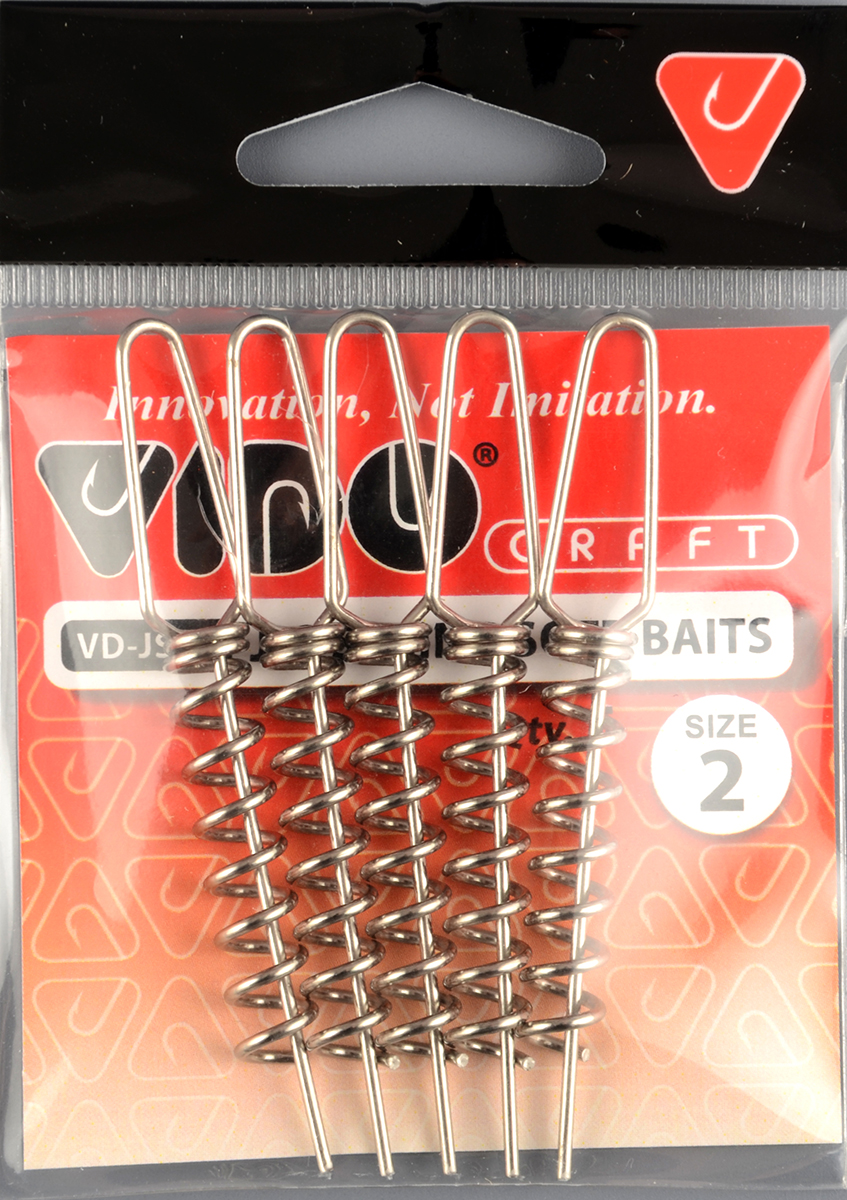 Innovation, Not Imitation.
VIDO ®
CRAFT
BAITS
SIZE
2